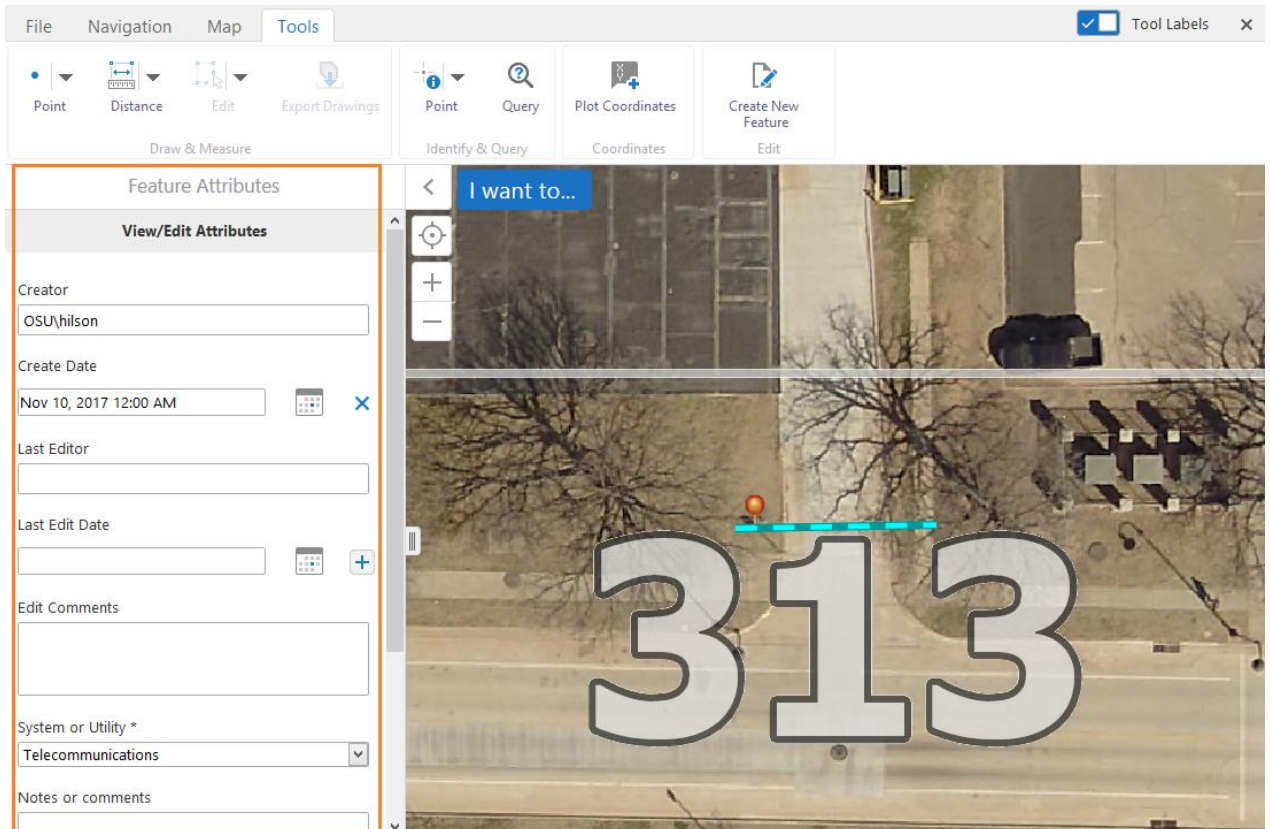 File Navigation Map Tools Tool Labels
Point Distance Edit Export Drawings Point Query Plot Coordinates Create New
Feature
Draw & Measure Identify & Query Coordinates Edit
Feature Attributes
I want to...
View/Edit Attributes
Creator
OSU\hilson
Create Date
Nov 10, 2017 12:00 AM
Last Editor
Last Edit Date
Edit Comments
System or Utility *
Telecommunications
Notes or comments
313